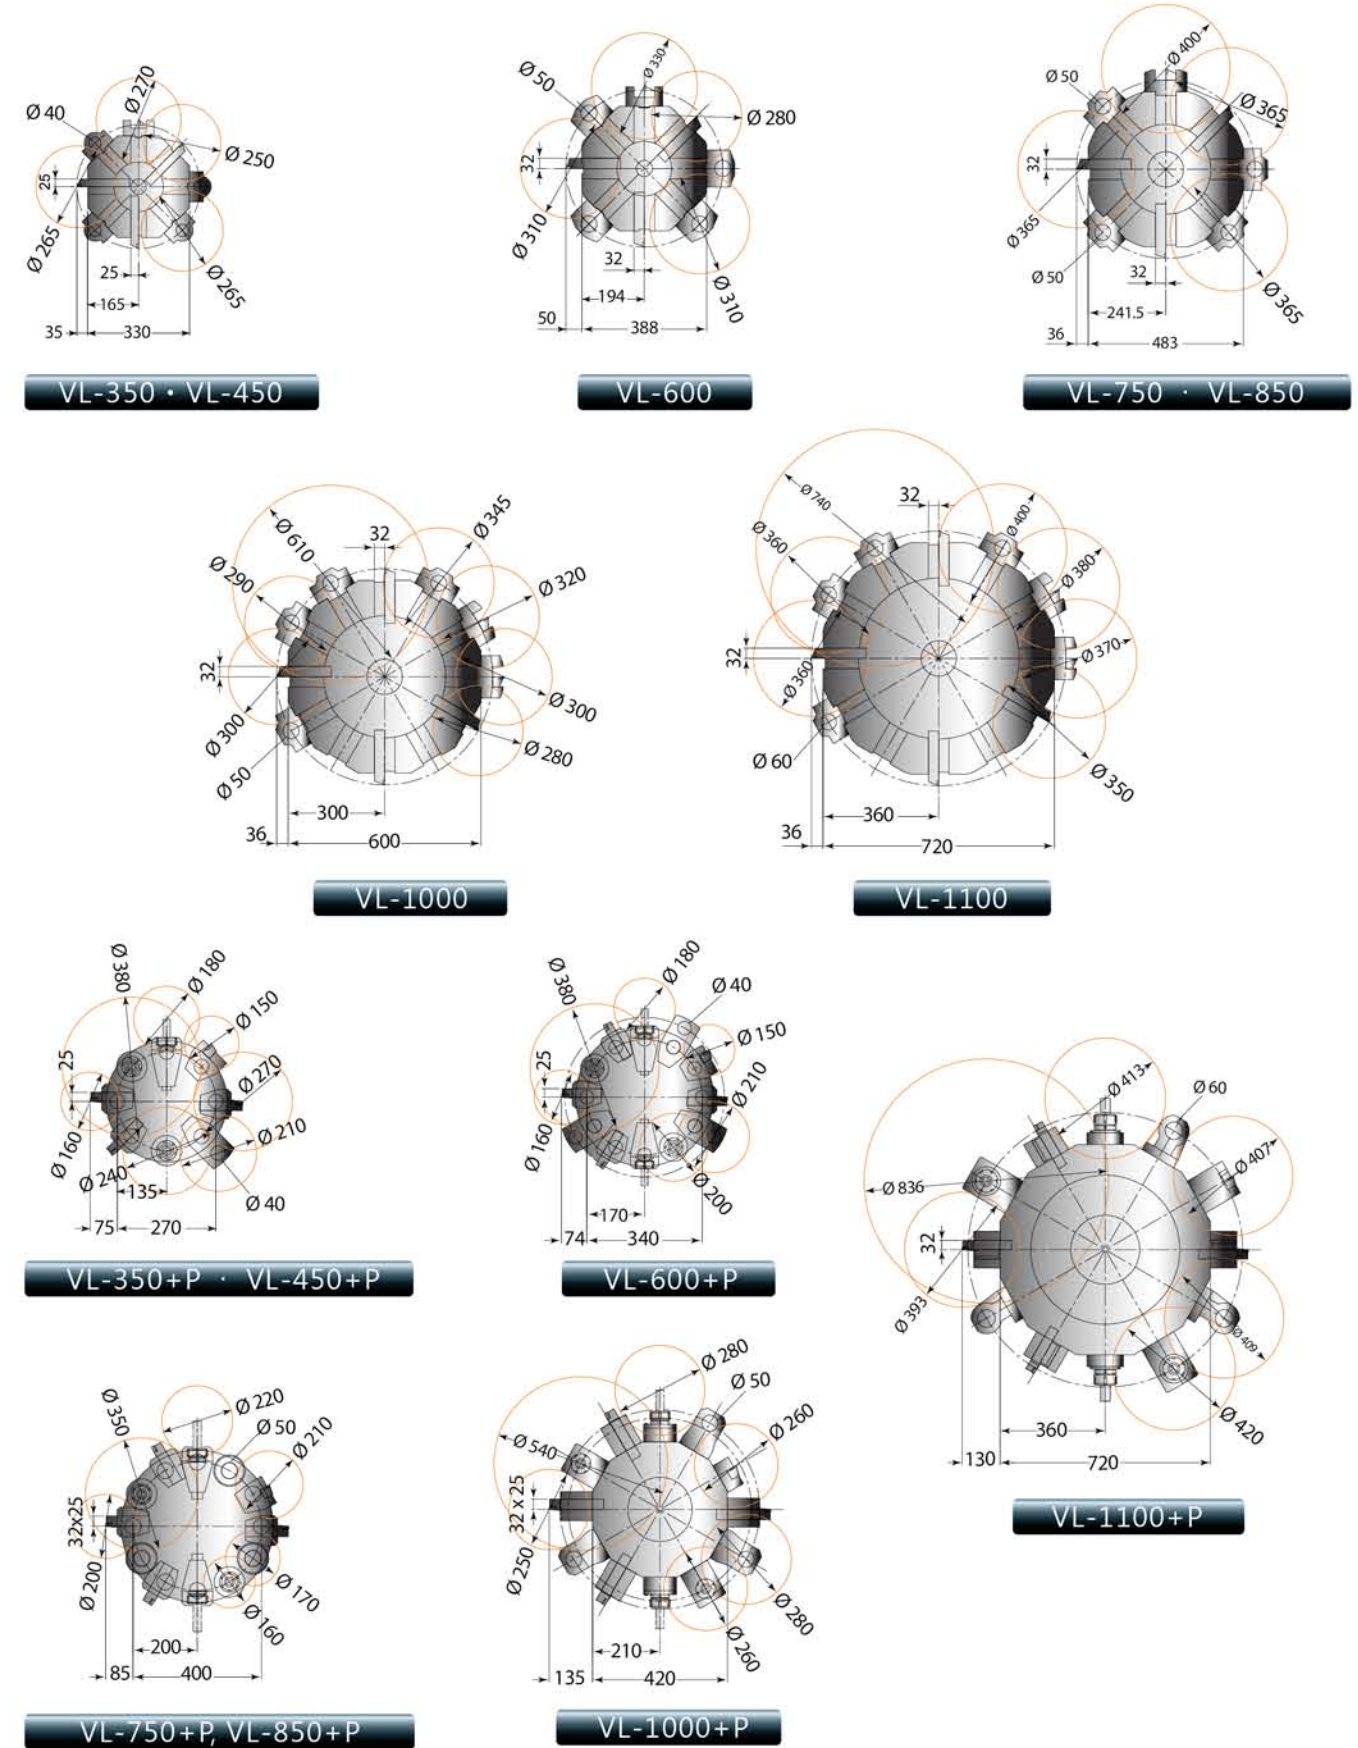 Ø 270
Ø 40
Ø 250
25
Ø 265
Ø 265
25
165
35
330
VL-350 · VL-450
Ø 330
Ø 50
Ø 280
32
Ø 310
Ø 310
32
194
50
388
VL-600
Ø 400
Ø 50
Ø 365
32
Ø 365
Ø 50
32
Ø 365
241.5
36
483
VL-750 · VL-850
Ø 610
32
Ø 345
Ø 290
Ø 320
32
Ø 300
Ø 300
Ø 280
Ø 50
300
36
600
VL-1000
Ø 740
32
Ø 400
Ø 360
Ø 380
32
Ø 360
Ø 370
Ø 60
Ø 350
360
36
720
VL-1100
Ø 380
Ø 180
Ø 150
25
Ø 270
Ø 160
Ø 210
Ø 240
135
Ø 40
75
270
VL-350+P · VL-450+P
Ø 380
Ø 180
Ø 40
Ø 150
25
Ø 210
Ø 160
Ø 200
170
74
340
VL-600+P
Ø 413
Ø 60
Ø 407
Ø 836
32
Ø 393
Ø 409
Ø 420
360
130
720
VL-1100+P
Ø 350
Ø 220
Ø 50
Ø 210
32x25
Ø 200
Ø 170
Ø 160
200
85
400
VL-750+P, VL-850+P
Ø 280
Ø 50
Ø 260
Ø 540
32 x 25
Ø 250
Ø 280
Ø 260
210
135
420
VL-1000+P